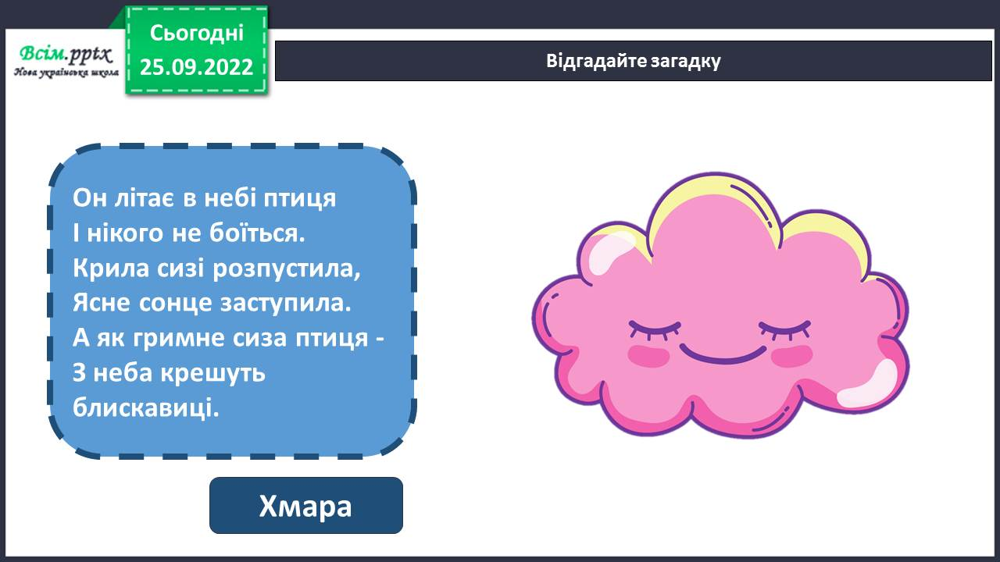 Сьогодні
25.09.2022
Всім.pptx
Нова українська школа
Відгадайте загадку
Он літає в небі птиця
І нікого не боїться.
Крила сизі розпустила,
Ясне сонце заступила.
А як гримне сиза птиця -
З неба крешуть
блискавиці.
Хмара